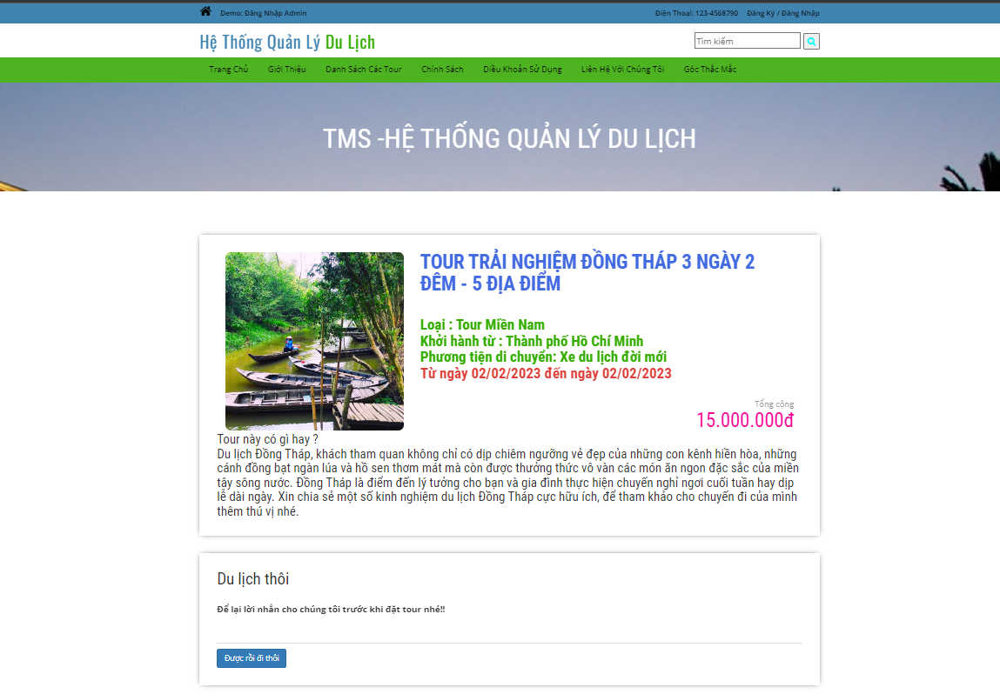 Demo: Đăng Nhập Admin
Điện Thoại: 123-4568790 Đăng Ký / Đăng Nhập
Hệ Thống Quản Lý Du Lịch
Tìm kiếm
Trang Chủ Giới Thiệu Danh Sách Các Tour Chính Sách Điều Khoản Sử Dụng Liên Hệ Với Chúng Tôi Góc Thắc Mắc
TMS -HỆ THỐNG QUẢN LÝ DU LỊCH
TOUR TRẢI NGHIỆM ĐỒNG THÁP 3 NGÀY 2
ĐÊM - 5 ĐỊA ĐIỂM
Loại : Tour Miền Nam
Khởi hành từ : Thành phố Hồ Chí Minh
Phương tiện di chuyển: Xe du lịch đời mới
Từ ngày 02/02/2023 đến ngày 02/02/2023
Tổng cộng
15.000.000đ
Tour này có gì hay ?
Du lịch Đồng Tháp, khách tham quan không chỉ có dịp chiêm ngưỡng vẻ đẹp của những con kênh hiền hòa, những
cánh đồng bạt ngàn lúa và hồ sen thơm mát mà còn được thưởng thức vô vàn các món ăn ngon đặc sắc của miền
tây sông nước. Đồng Tháp là điểm đến lý tưởng cho bạn và gia đình thực hiện chuyến nghỉ ngơi cuối tuần hay dịp
lễ dài ngày. Xin chia sẻ một số kinh nghiệm du lịch Đồng Tháp cực hữu ích, để tham khảo cho chuyến đi của mình
thêm thú vị nhé.
Du lịch thôi
Để lại lời nhắn cho chúng tôi trước khi đặt tour nhé!!
Được rồi đi thôi